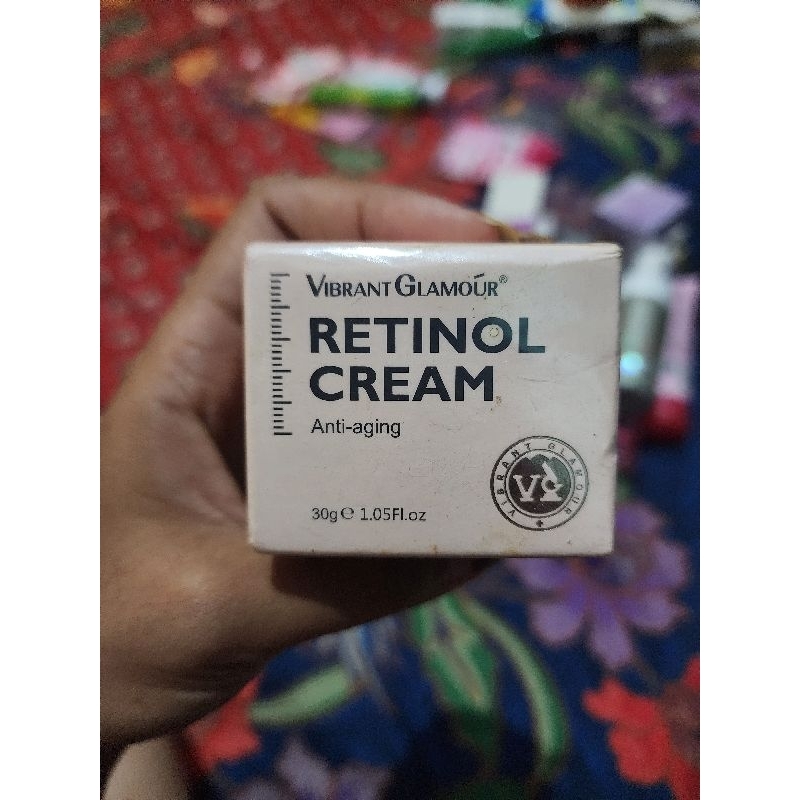 VIBRANT GLAMOUR®
RETINOL
CREAM
Anti-aging
30g℮ 1.05Fl.oz
VIBRANT GLAMOUR
VG